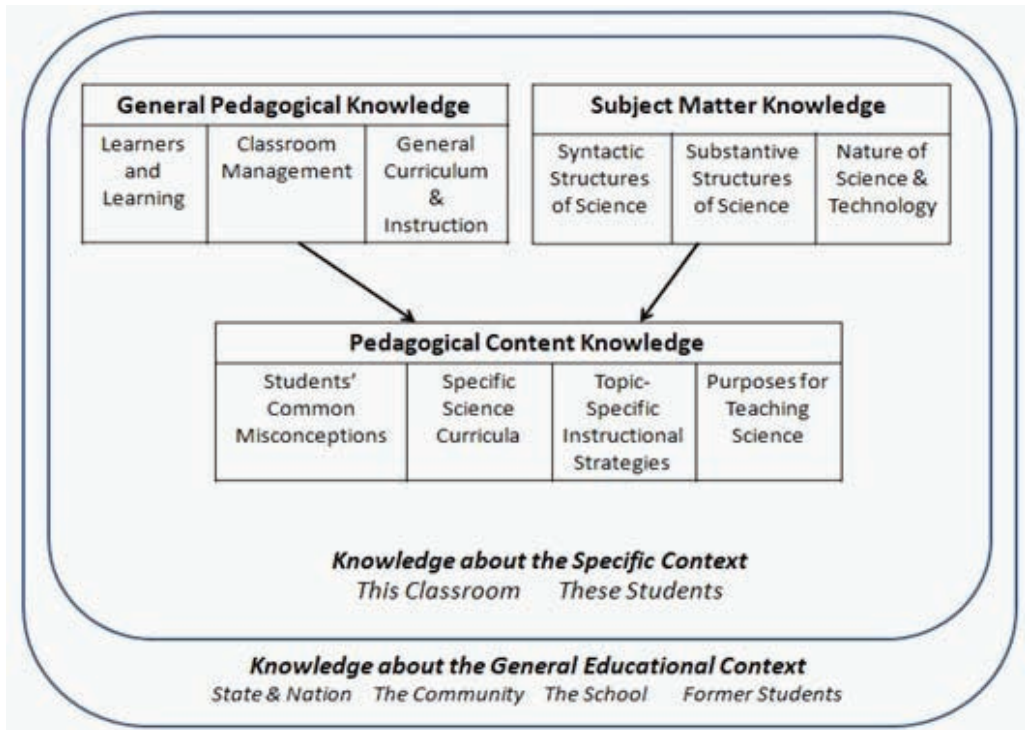 General Pedagogical Knowledge
Learners
and
Learning
Classroom
Management
General
Curriculum
&
Instruction
Subject Matter Knowledge
Syntactic
Structures
of Science
Substantive
Structures
of Science
Nature of
Science &
Technology
Pedagogical Content Knowledge
Students'
Common
Misconceptions
Specific
Science
Curricula
Topic-
Specific
Instructional
Strategies
Purposes for
Teaching
Science
Knowledge about the Specific Context
This Classroom These Students
Knowledge about the General Educational Context
State & Nation The Community The School Former Students